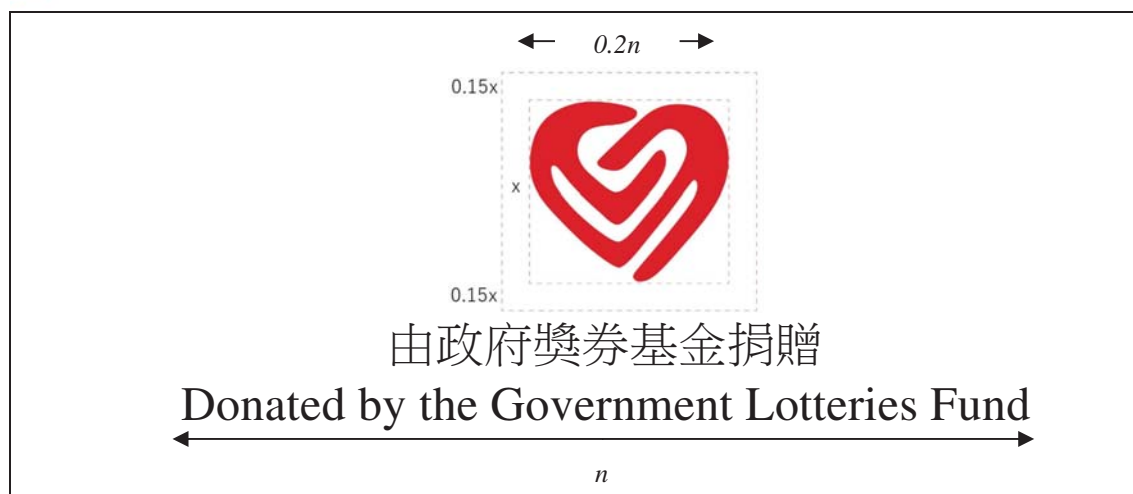 0.2n
0.15x
x
0.15x
由政府獎券基金捐贈
Donated by the Government Lotteries Fund
n